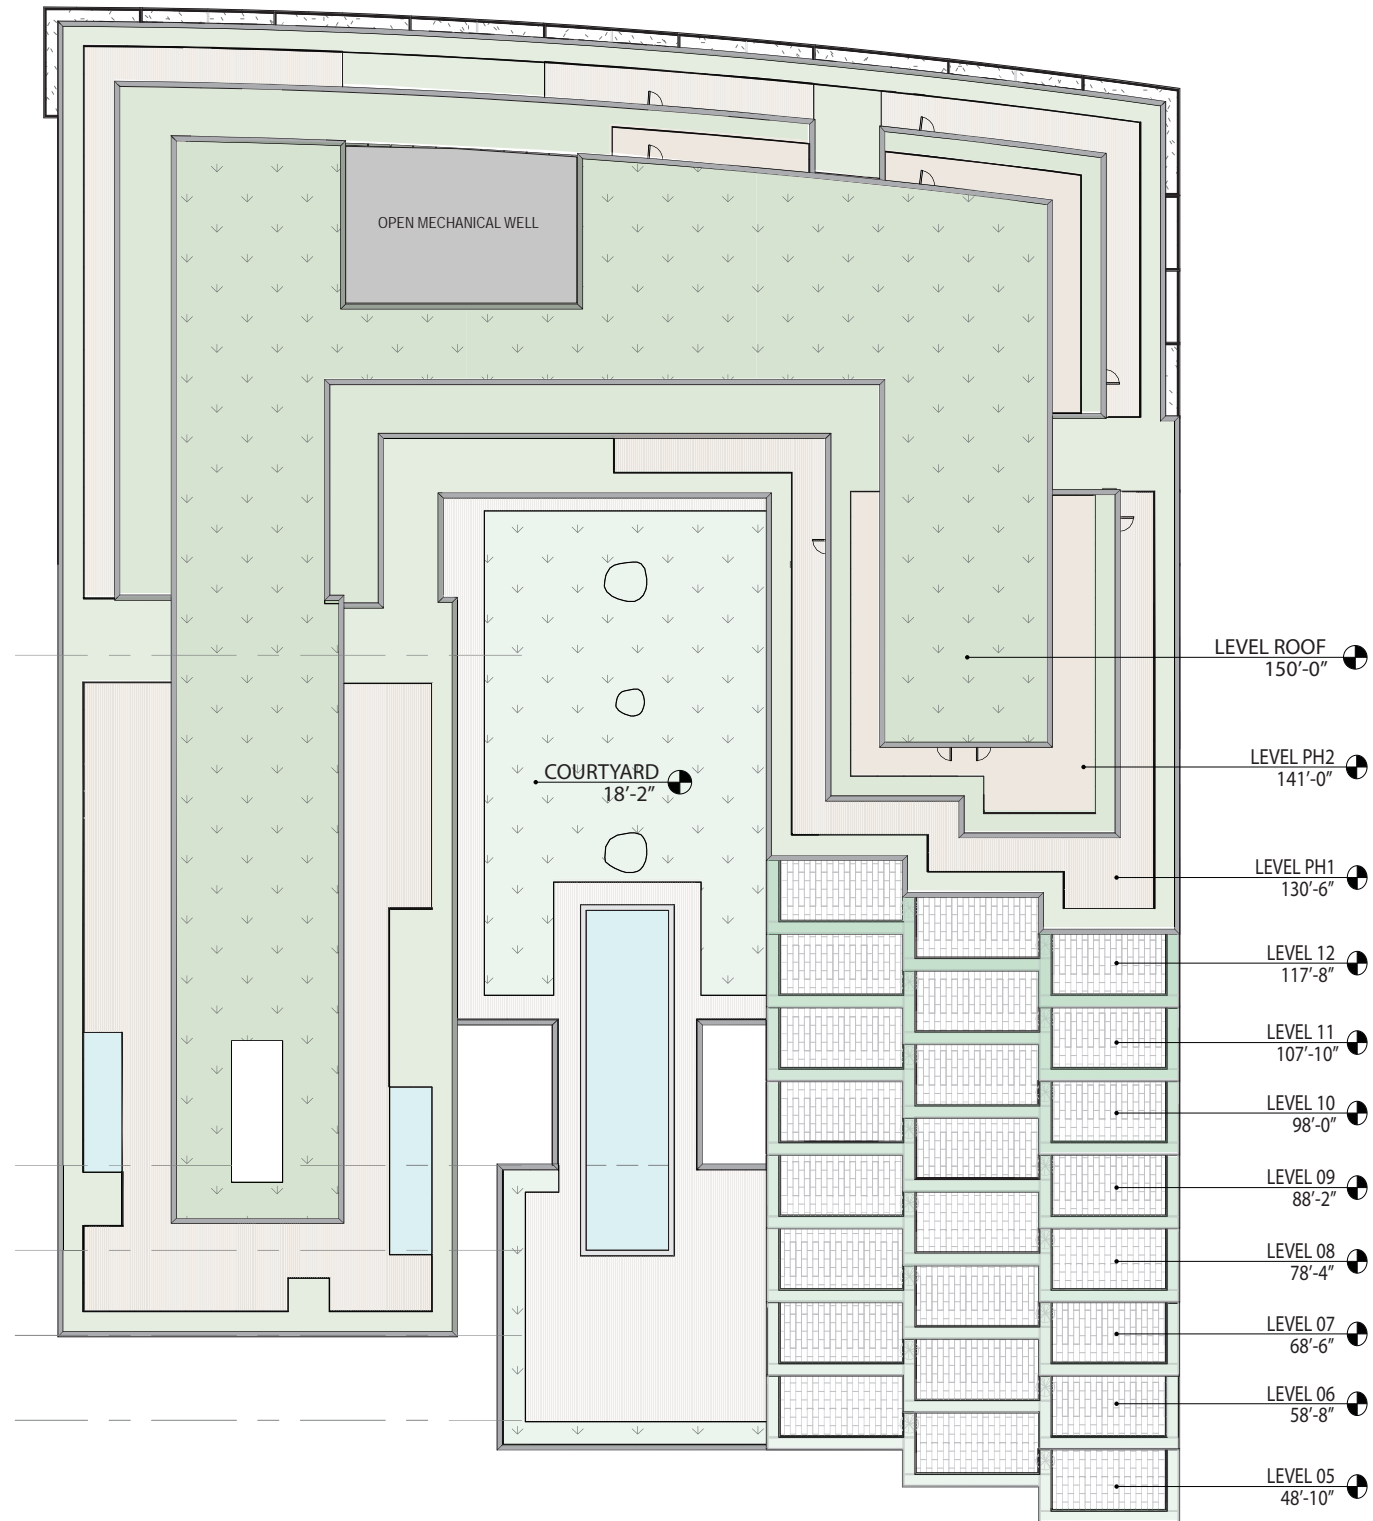 OPEN MECHANICAL WELL
LEVEL ROOF
150'-0"
LEVEL PH2
141'-0"
COURTYARD
18'-2"
LEVEL PH1
130'-6"
LEVEL 12
117'-8"
LEVEL 11
107'-10"
LEVEL 10
98'-0"
LEVEL 09
88'-2"
LEVEL 08
78'-4"
LEVEL 07
68'-6"
LEVEL 06
58'-8"
LEVEL 05
48'-10"